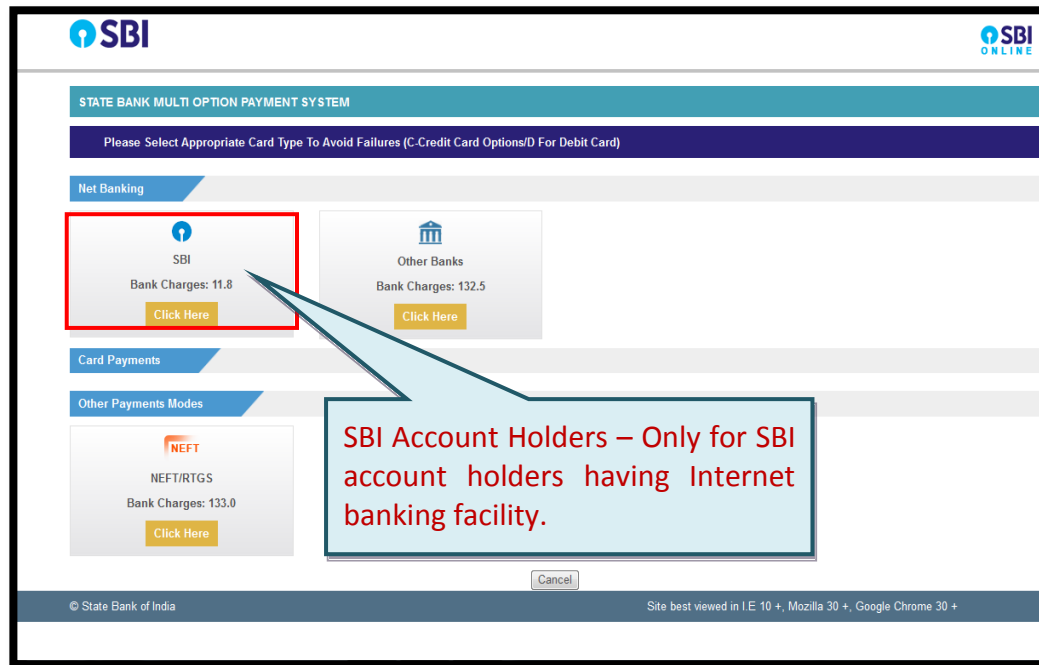 SBI
SBI
ONLINE
STATE BANK MULTI OPTION PAYMENT SYSTEM
Please Select Appropriate Card Type To Avoid Failures (C-Credit Card Options/D For Debit Card)
Net Banking
SBI
Bank Charges: 11.8
Click Here
Other Banks
Bank Charges: 132.5
Click Here
Card Payments
Other Payments Modes
NEFT
NEFT/RTGS
Bank Charges: 133.0
Click Here
SBI Account Holders – Only for SBI
account holders having Internet
banking facility.
Cancel
© State Bank of India
Site best viewed in I.E 10 +, Mozilla 30 +, Google Chrome 30 +